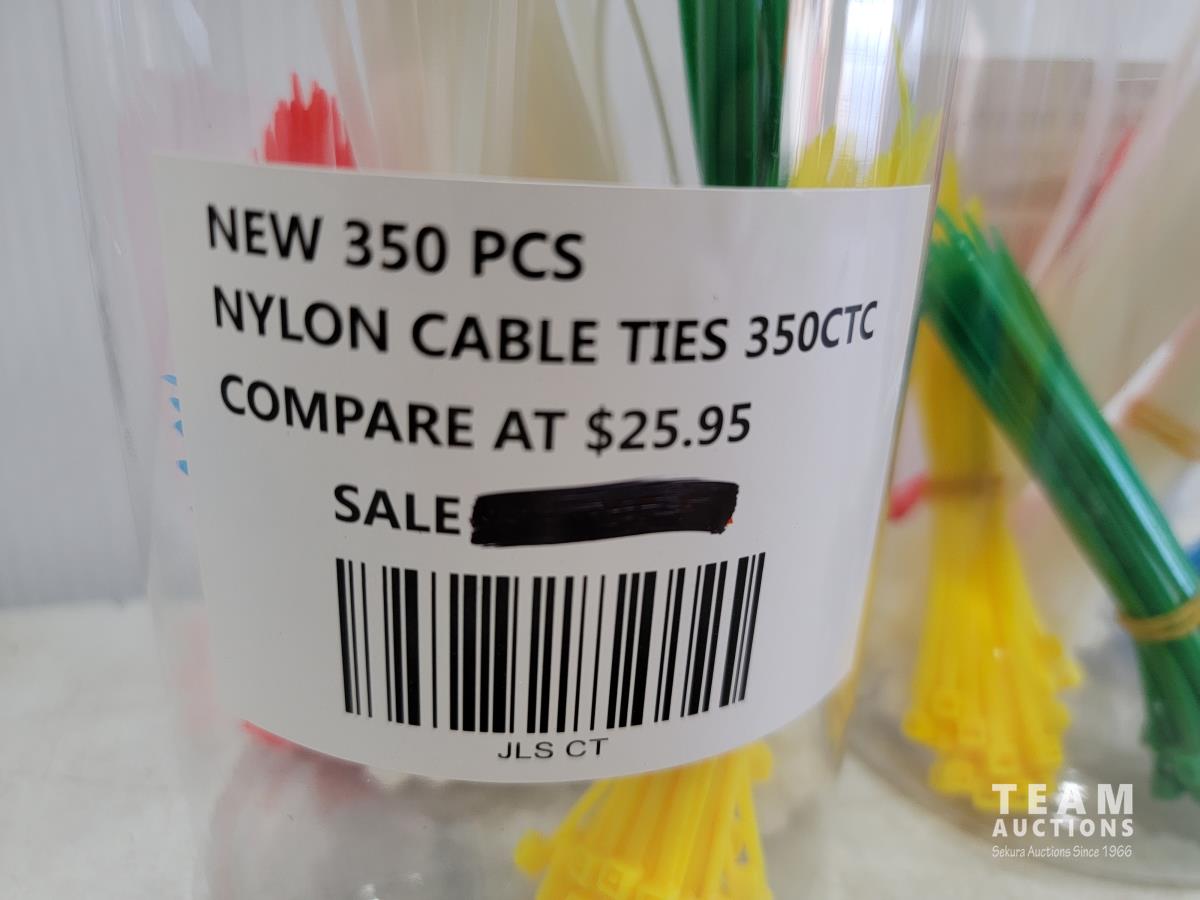 NEW 350 PCS
NYLON CABLE TIES 350CTC
COMPARE AT $25.95
SALE
JLS CT
TEAM
AUCTIONS
Sekura Auctions Since 1966